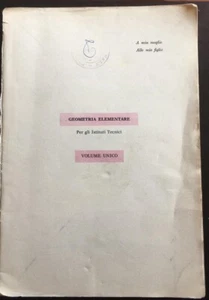 A mia moglie
Alle mie figlie
GEOMETRIA ELEMENTARE
Per gli Istituti Tecnici
VOLUME UNICO